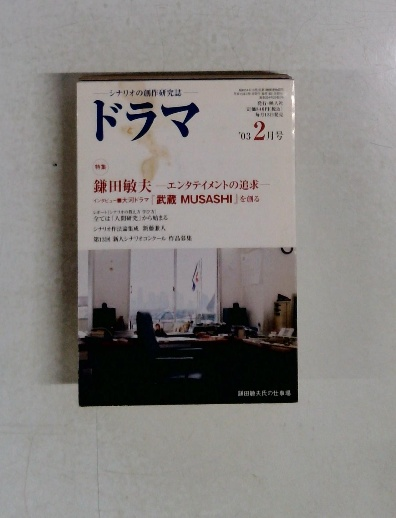 シナリオの創作研究誌
ドラマ
'03 2月号
特集
鎌田敏夫 ―エンタテイメントの追求―
インタビュー●大河ドラマ「武蔵 MUSASHI」を創る
全ては「人間研究」から始まる
シナリオ作法論集成 新藤兼人
新人シナリオコンクール 作品募集
鎌田敏夫氏の仕事場